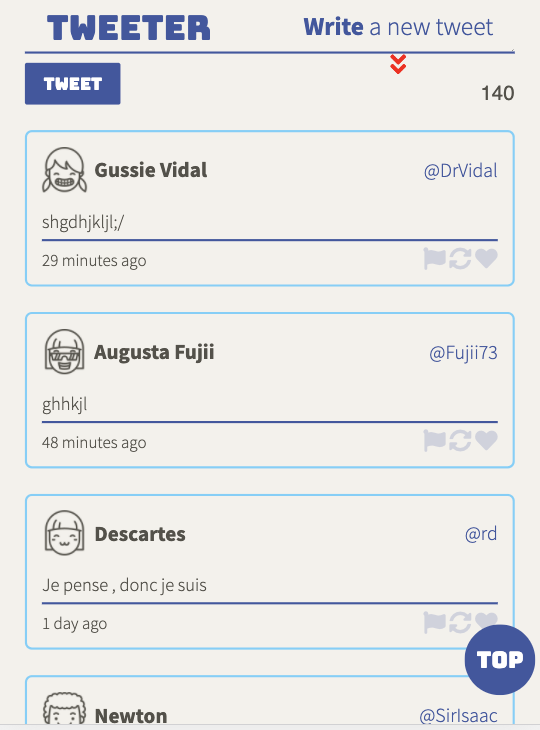 TWEETER
Write a new tweet
TWEET
140
Gussie Vidal @DrVidal
shgdhjkljl;/
29 minutes ago
Augusta Fujii @Fujii73
ghhkjl
48 minutes ago
Descartes @rd
Je pense , donc je suis
1 day ago
TOP
Newton @SirIsaac